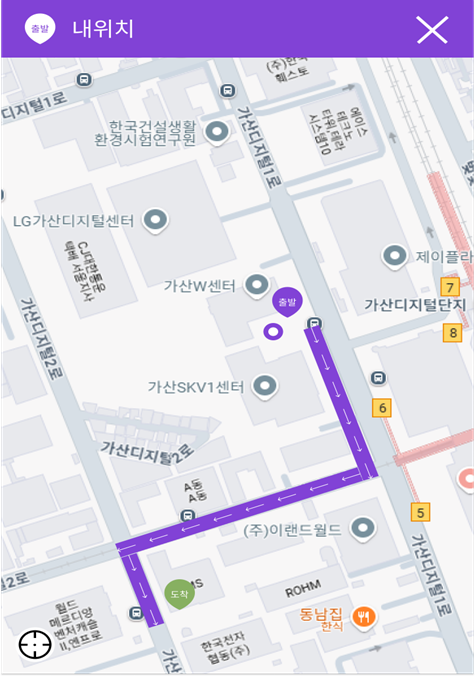 출발
내위치
(주)한국
헬스토
디지털1로
가산디지털1로
에이스
테크노
타워 테라
시스템10
한국건설생활
환경시험연구원
LG가산디지털센터
CJ대한통운
택배 서울지사
제이플라
가산W센터
7
출발
가산디지털단지
8
가산디지털2로
가산SKV1센터
6
가산디지털2로
A동
(주)이랜드월드
5
가산디지털1로
2로
도착
MS
ROHM
동남집
한식
월드
메르디앙
벤처캐슬
II,엔프로
한국전자
협동(주)
가산